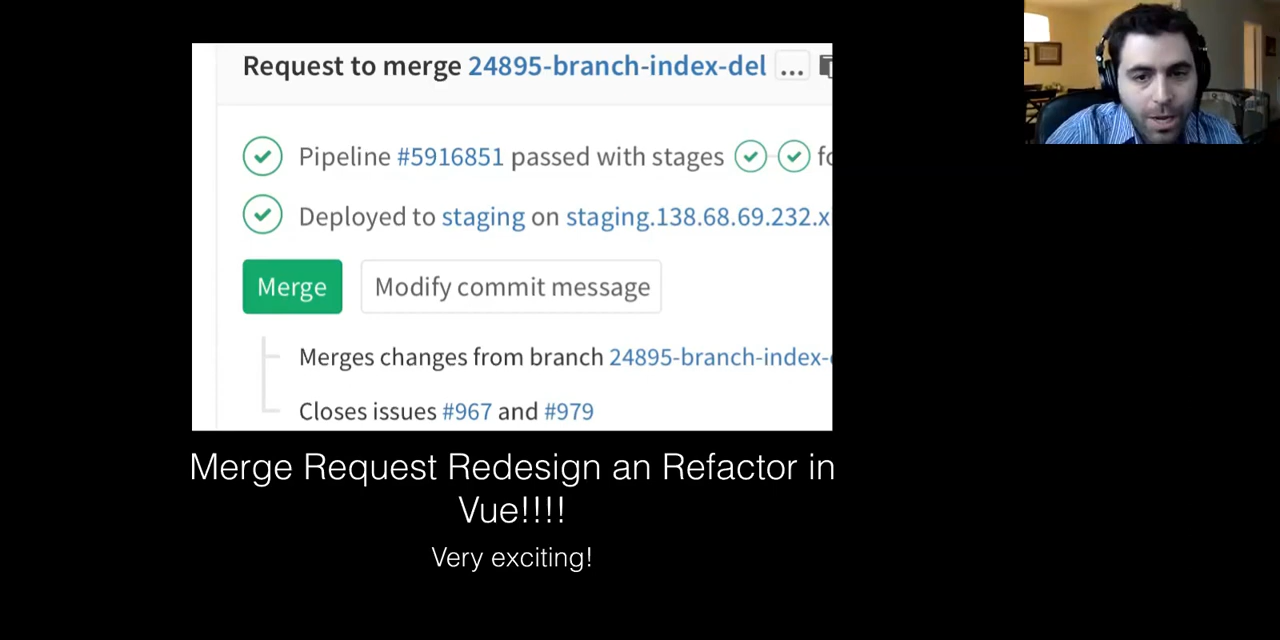 Request to merge 24895-branch-index-del ...
Pipeline #5916851 passed with stages
Deployed to staging on staging.138.68.69.232.x
Merge Modify commit message
Merges changes from branch 24895-branch-index-
Closes issues #967 and #979
Merge Request Redesign an Refactor in
Vue!!!!
Very exciting!